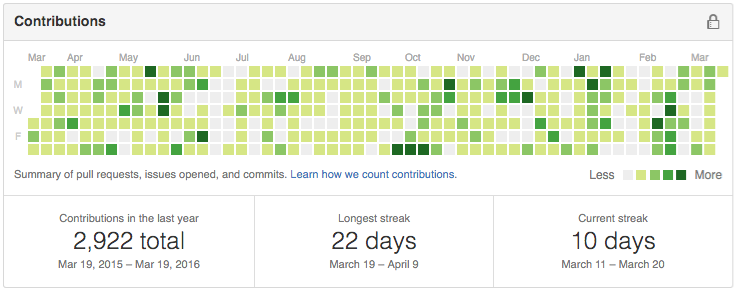 Contributions
Mar Apr May Jun Jul Aug Sep Oct Nov Dec Jan Feb Mar
M
W
F
Summary of pull requests, issues opened, and commits. Learn how we count contributions.
Less More
Contributions in the last year
2,922 total
Mar 19, 2015 – Mar 19, 2016
Longest streak
22 days
March 19 – April 9
Current streak
10 days
March 11 – March 20